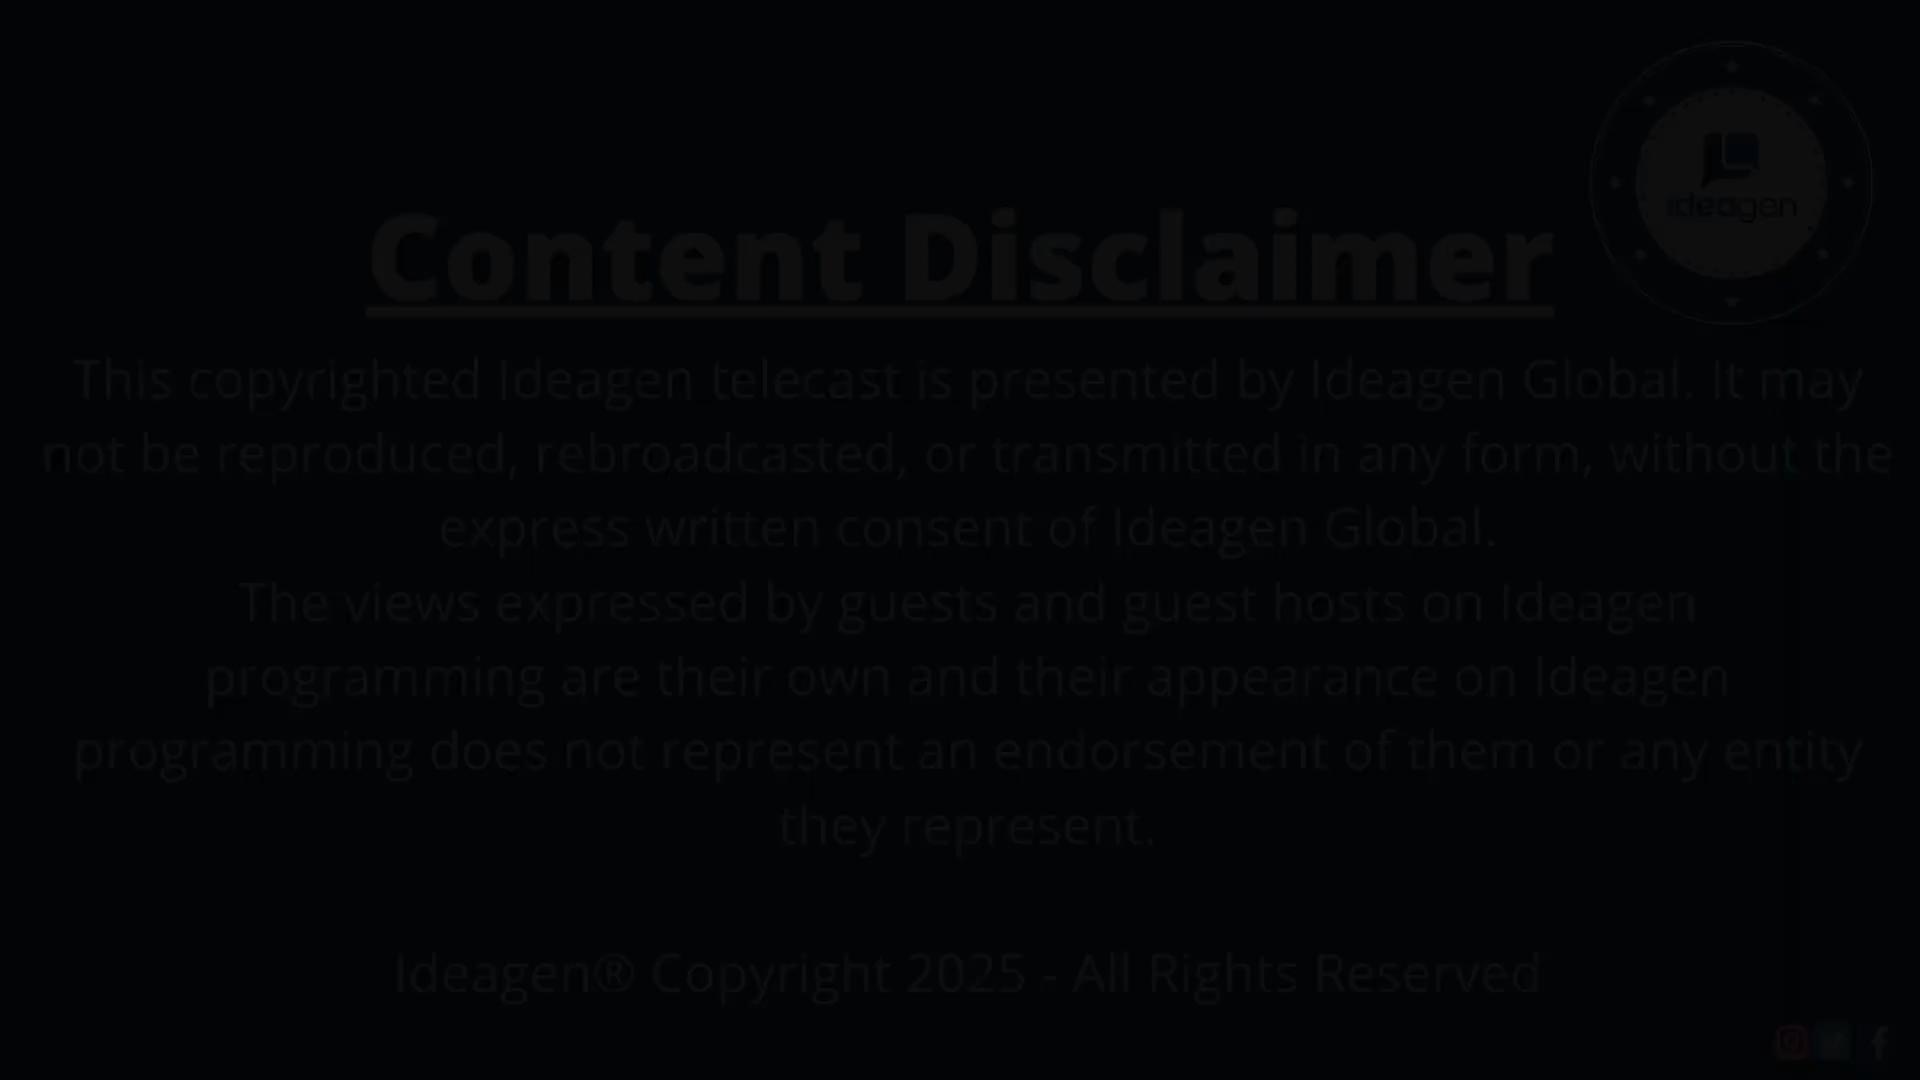 ideagen
Content Disclaimer
This copyrighted Ideagen telecast is presented by Ideagen Global. It may
not be reproduced, rebroadcasted, or transmitted in any form, without the
express written consent of Ideagen Global.
The views expressed by guests and guest hosts on Ideagen
programming are their own and their appearance on Ideagen
programming does not represent an endorsement of them or any entity
they represent.
Ideagen® Copyright 2025 - All Rights Reserved